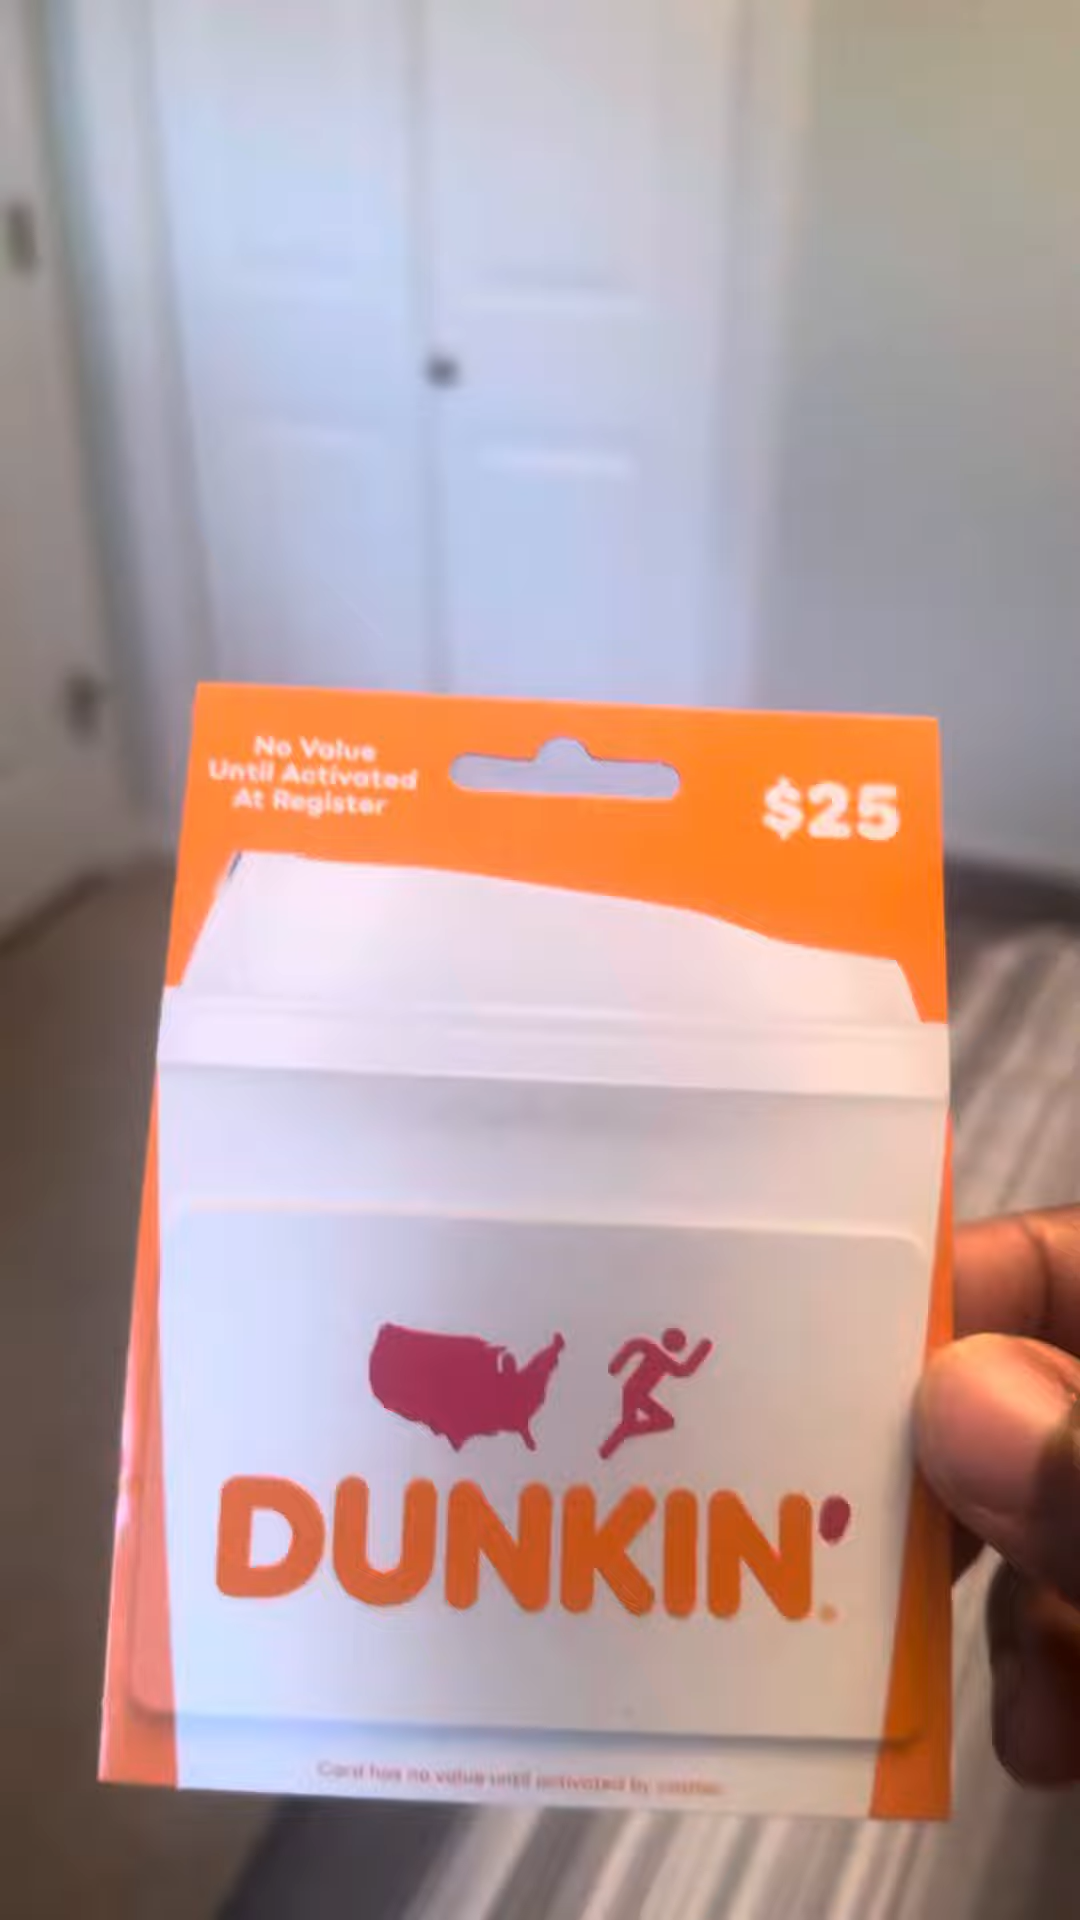 No Value
Until Activated
At Register
$25
DUNKIN'
Card has no value until activated by cashier.